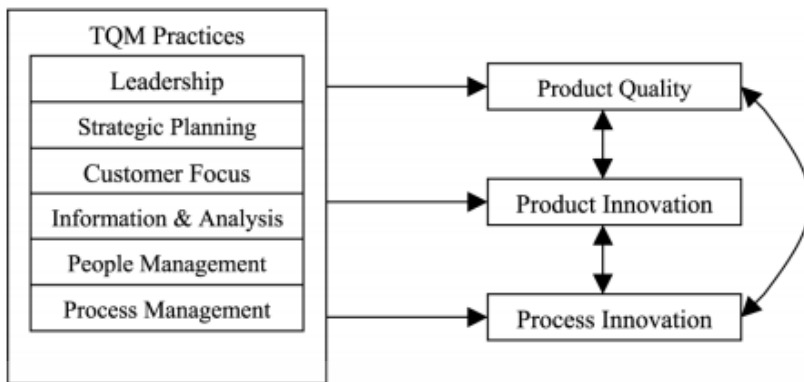 TQM Practices
Leadership
Strategic Planning
Customer Focus
Information & Analysis
People Management
Process Management
Product Quality
Product Innovation
Process Innovation